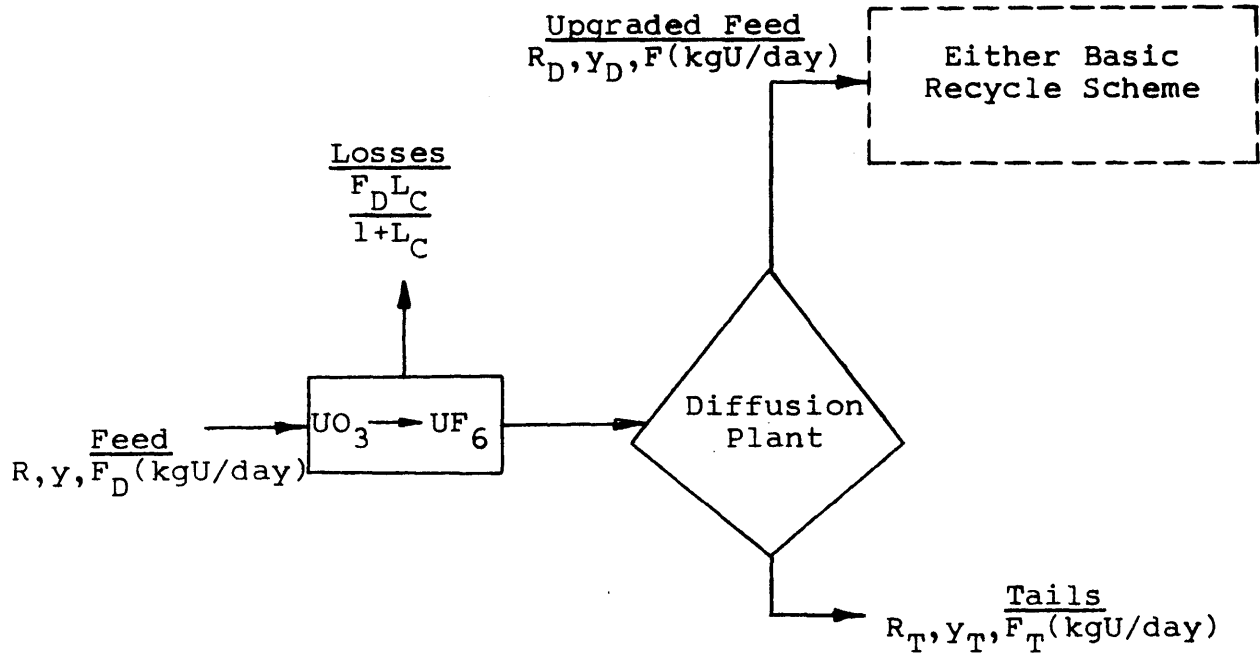 Upgraded Feed
R_D, y_D, F(kgU/day)
Either Basic
Recycle Scheme
Losses
F_D L_C
1+L_C
UO_3 → UF_6
Feed
R, y, F_D(kgU/day)
Diffusion
Plant
Tails
R_T, y_T, F_T(kgU/day)